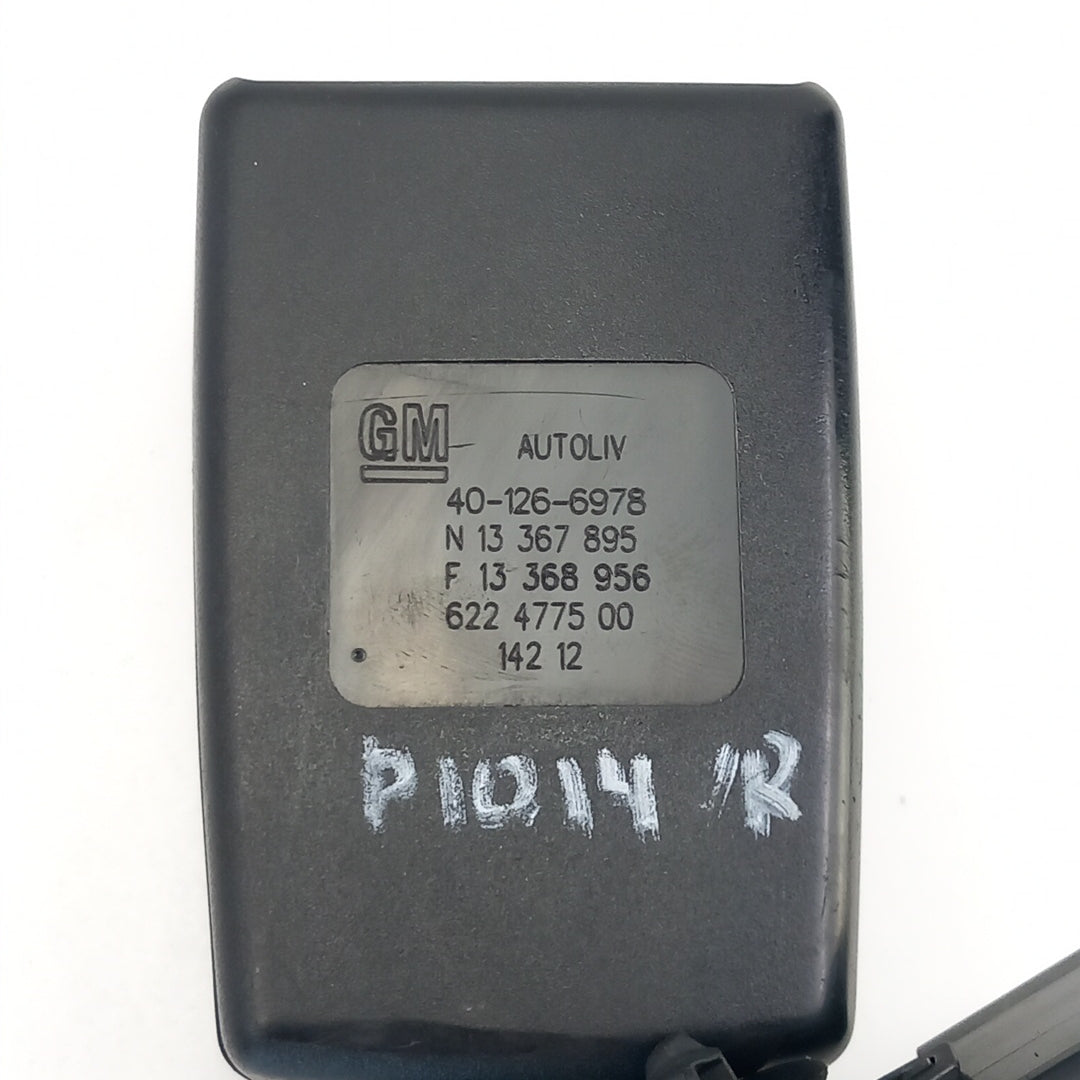 GM AUTOLIV
40-126-6978
N 13 367 895
F 13 368 956
622 4775 00
142 12
P1014 R